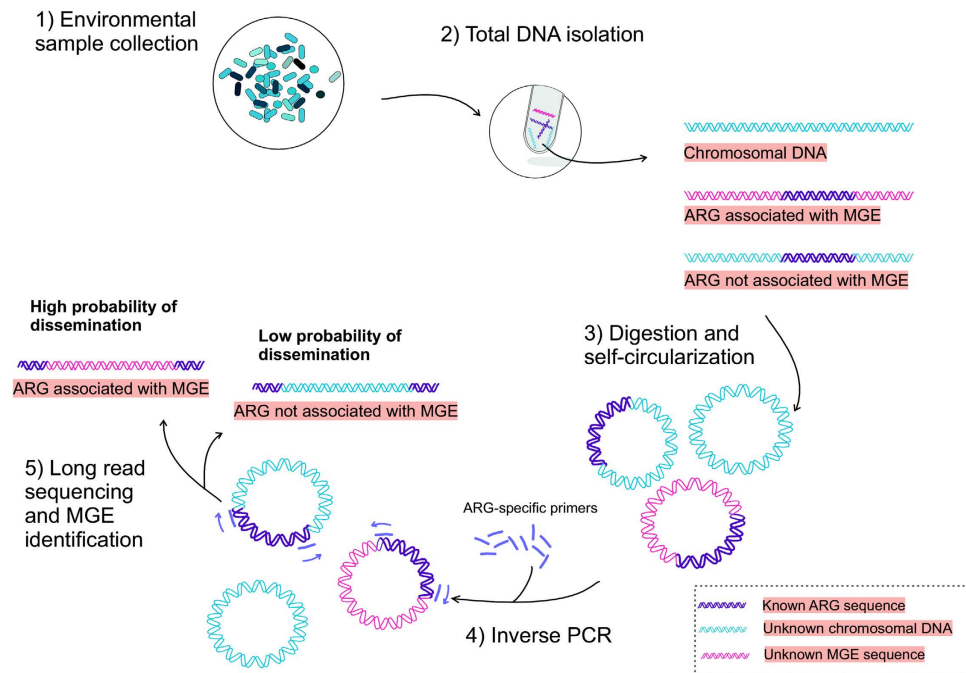 1) Environmental
sample collection
2) Total DNA isolation
Chromosomal DNA
ARG associated with MGE
ARG not associated with MGE
3) Digestion and
self-circularization
High probability of
dissemination
ARG associated with MGE
Low probability of
dissemination
ARG not associated with MGE
5) Long read
sequencing
and MGE
identification
ARG-specific primers
4) Inverse PCR
Known ARG sequence
Unknown chromosomal DNA
Unknown MGE sequence